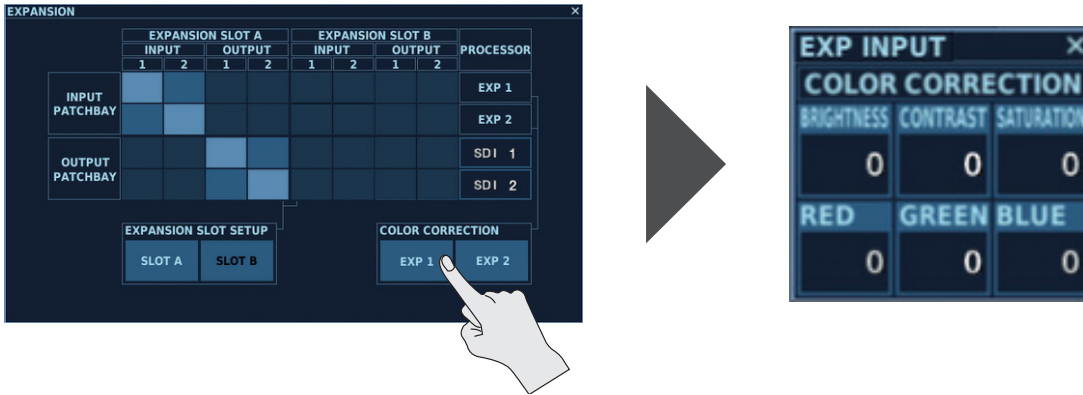 EXPANSION ×
EXPANSION SLOT A EXPANSION SLOT B
INPUT OUTPUT INPUT OUTPUT PROCESSOR
1 2 1 2 1 2 1 2
INPUT
PATCHBAY
EXP 1
EXP 2
OUTPUT
PATCHBAY
SDI 1
SDI 2
EXPANSION SLOT SETUP
SLOT A SLOT B
COLOR CORRECTION
EXP 1 EXP 2
EXP INPUT ×
COLOR CORRECTION
BRIGHTNESS CONTRAST SATURATION
0 0 0
RED GREEN BLUE
0 0 0